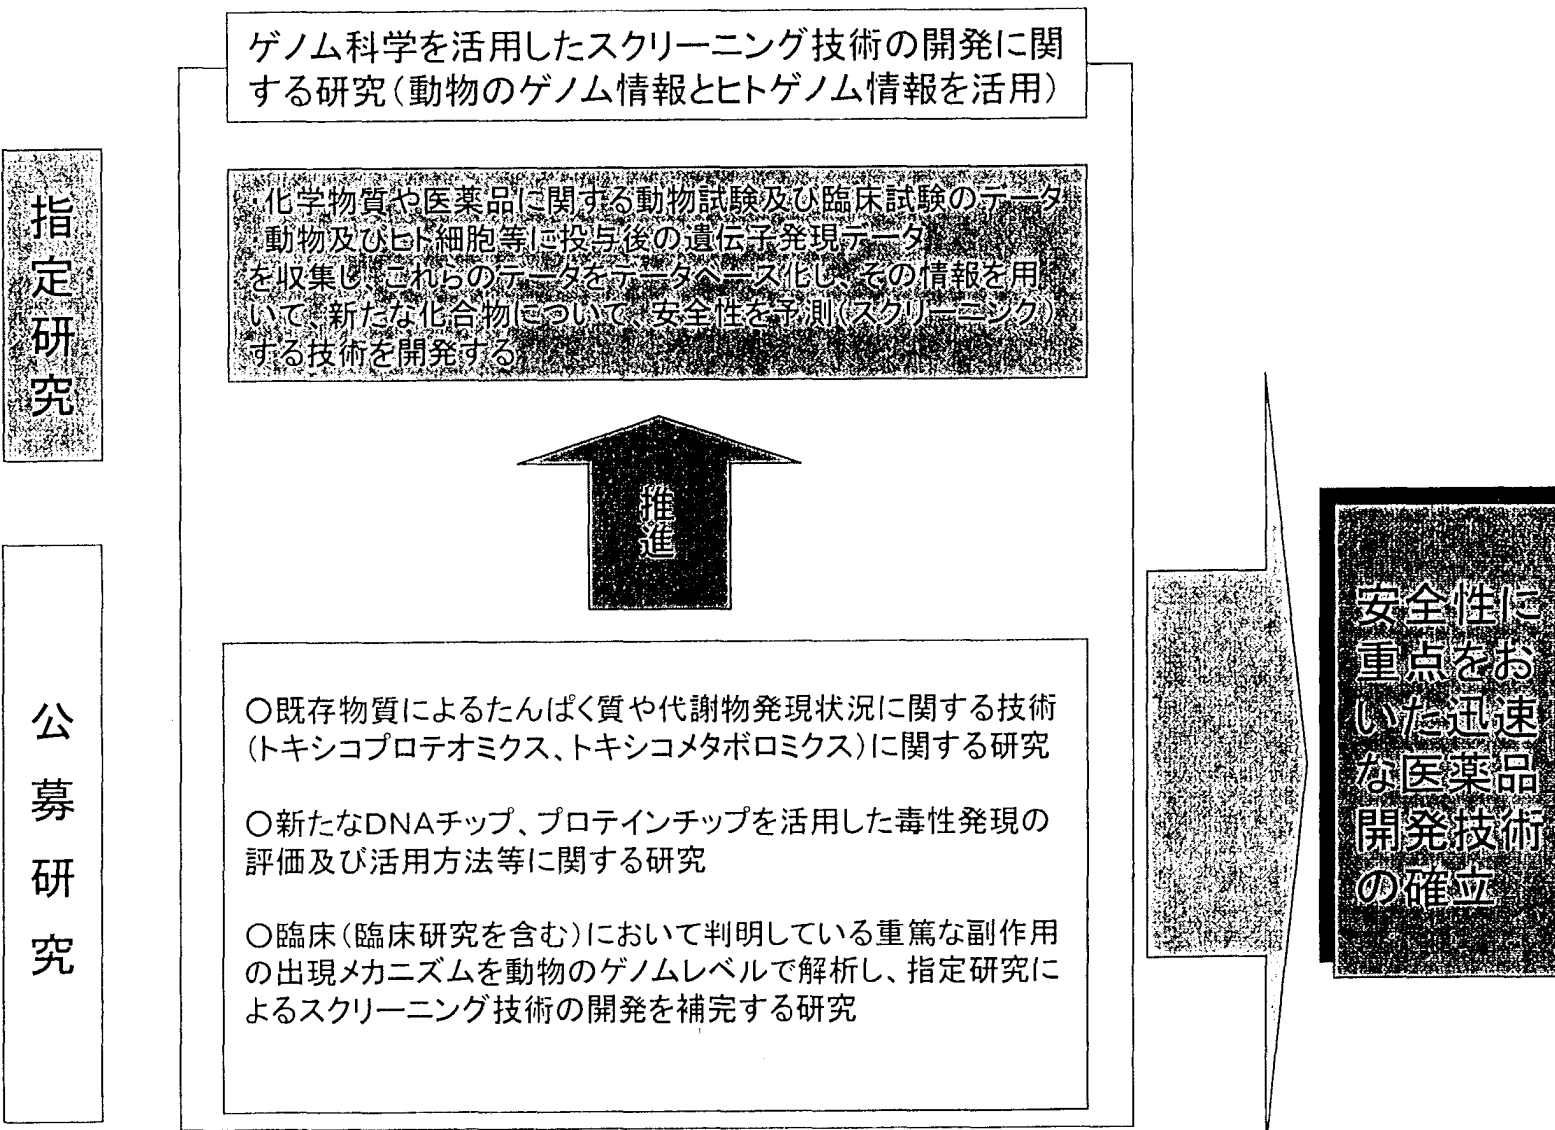 ゲノム科学を活用したスクリーニング技術の開発に関
する研究(動物のゲノム情報とヒトゲノム情報を活用)
指定研究
・化学物質や医薬品に関する動物試験及び臨床試験のデータ
・動物及びヒト細胞等に投与後の遺伝子発現データ
を収集し、これらのデータをデータベース化し、その情報を用
いて、新たな化合物について、安全性を予測(スクリーニング)
する技術を開発する
推進
公募研究
○既存物質によるたんぱく質や代謝物発現状況に関する技術
(トキシコプロテオミクス、トキシコメタボロミクス)に関する研究
○新たなDNAチップ、プロテインチップを活用した毒性発現の
評価及び活用方法等に関する研究
○臨床(臨床研究を含む)において判明している重篤な副作用
の出現メカニズムを動物のゲノムレベルで解析し、指定研究に
よるスクリーニング技術の開発を補完する研究
安全性に
重点をお
いた迅速
な医薬品
開発技術
の確立